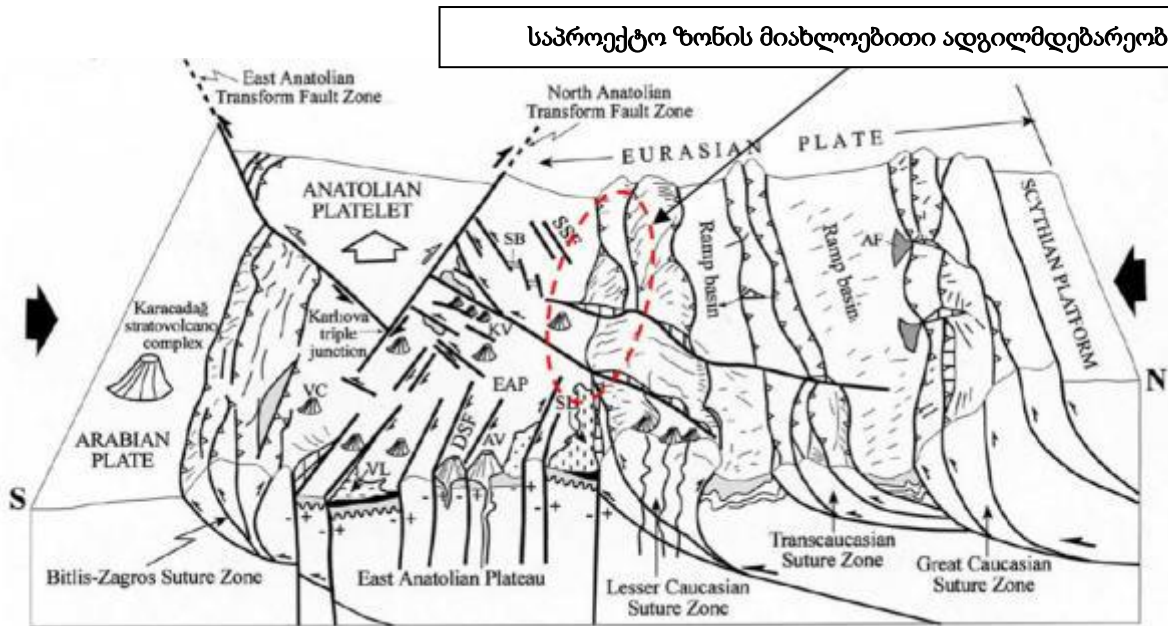 საპროექტო ზონის მიახლოებითი ადგილმდებარეობ
East Anatolian
Transform Fault Zone
North Anatolian
Transform Fault Zone
EURASIAN PLATE
ANATOLIAN
PLATELET
SB
SSF
Ramp basin
Ramp basin
AF
SCYTHIAN PLATFORM
Karacadağ
stratovolcano
complex
Karlıova
triple
junction
KV
N
VC
EAP
ARABIAN
PLATE
DSF
AV
VL
S
- +
- +
- +
+ -
- +
- +
+
Bitlis-Zagros Suture Zone
East Anatolian Plateau
Lesser Caucasian
Suture Zone
Transcaucasian
Suture Zone
Great Caucasian
Suture Zone